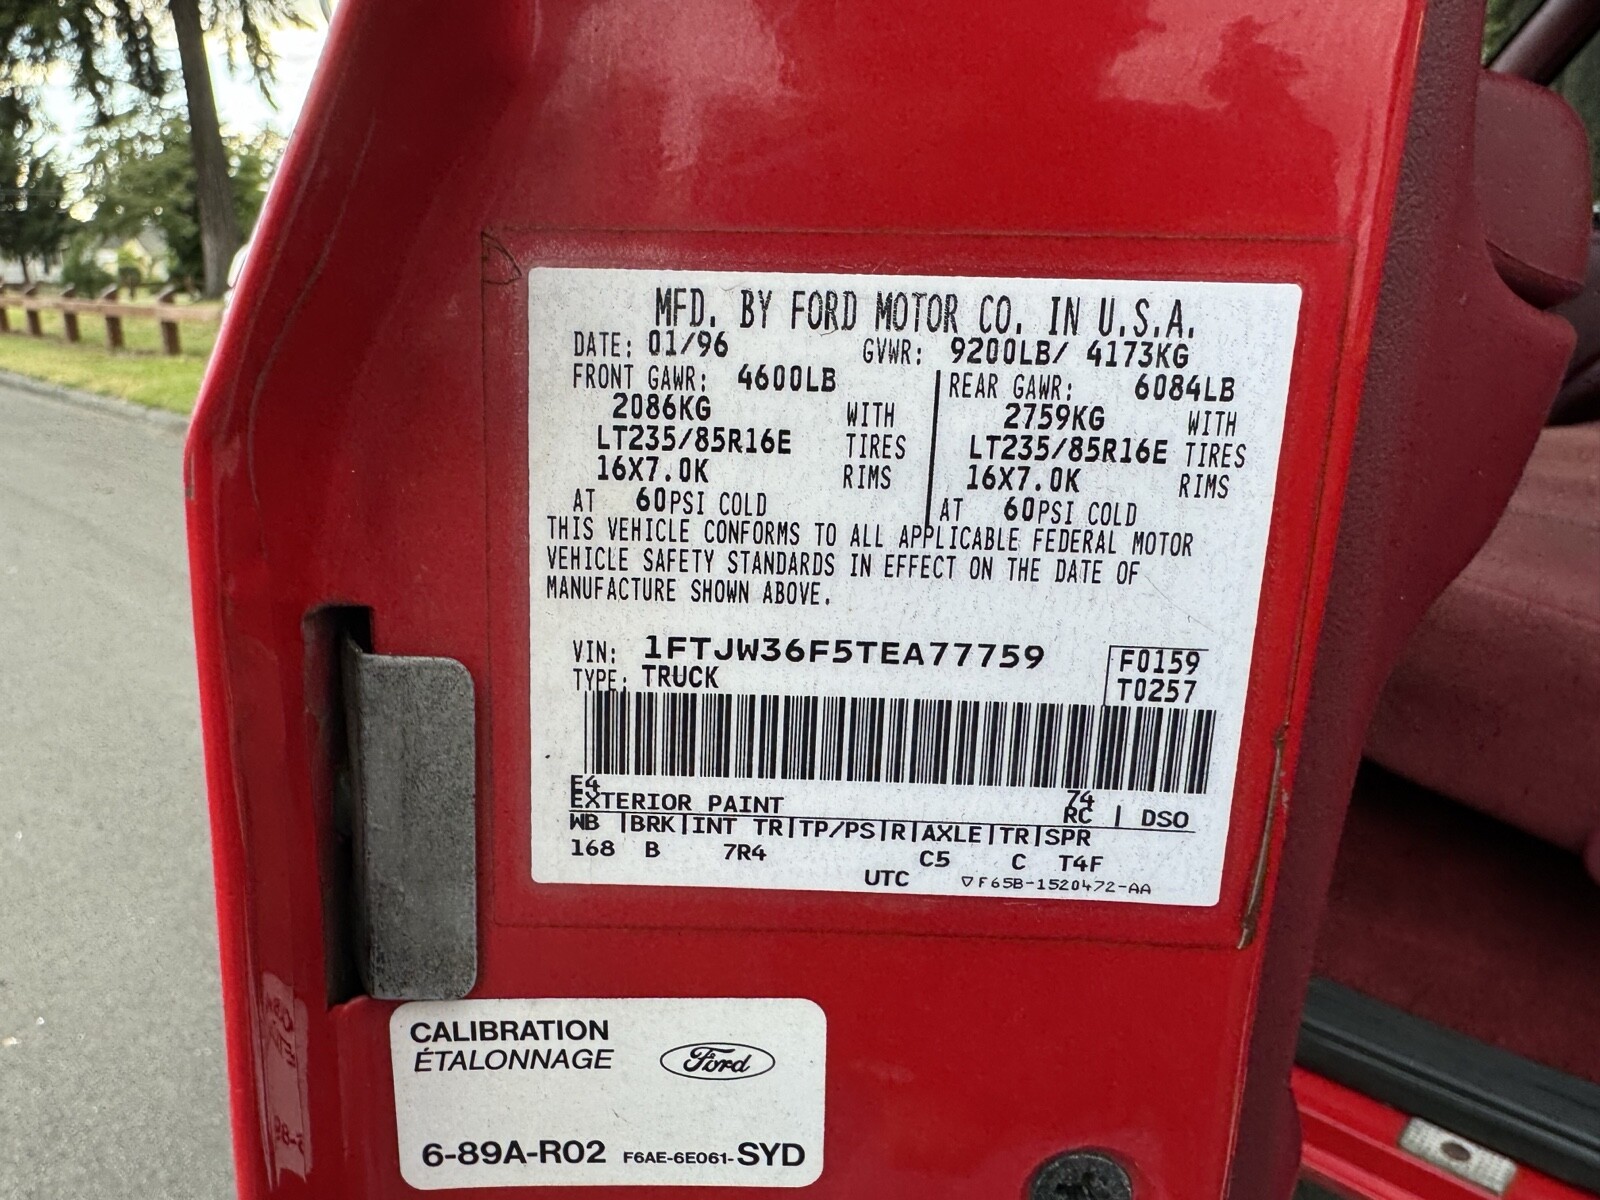 MFD. BY FORD MOTOR CO. IN U.S.A.
DATE: 01/96 GVWR: 9200LB/ 4173KG
FRONT GAWR: 4600LB REAR GAWR: 6084LB
2086KG WITH 2759KG WITH
LT235/85R16E TIRES LT235/85R16E TIRES
16X7.0K RIMS 16X7.0K RIMS
AT 60PSI COLD AT 60PSI COLD
THIS VEHICLE CONFORMS TO ALL APPLICABLE FEDERAL MOTOR
VEHICLE SAFETY STANDARDS IN EFFECT ON THE DATE OF
MANUFACTURE SHOWN ABOVE.
VIN: 1FTJW36F5TEA77759 F0159
TYPE: TRUCK T0257
E4 74
EXTERIOR PAINT RC | DSO
WB |BRK|INT TR|TP/PS|R|AXLE|TR|SPR
168 B 7R4 C5 C T4F
UTC ▽F65B-1520472-AA
CALIBRATION
ÉTALONNAGE Ford
6-89A-R02 F6AE-6E061-SYD